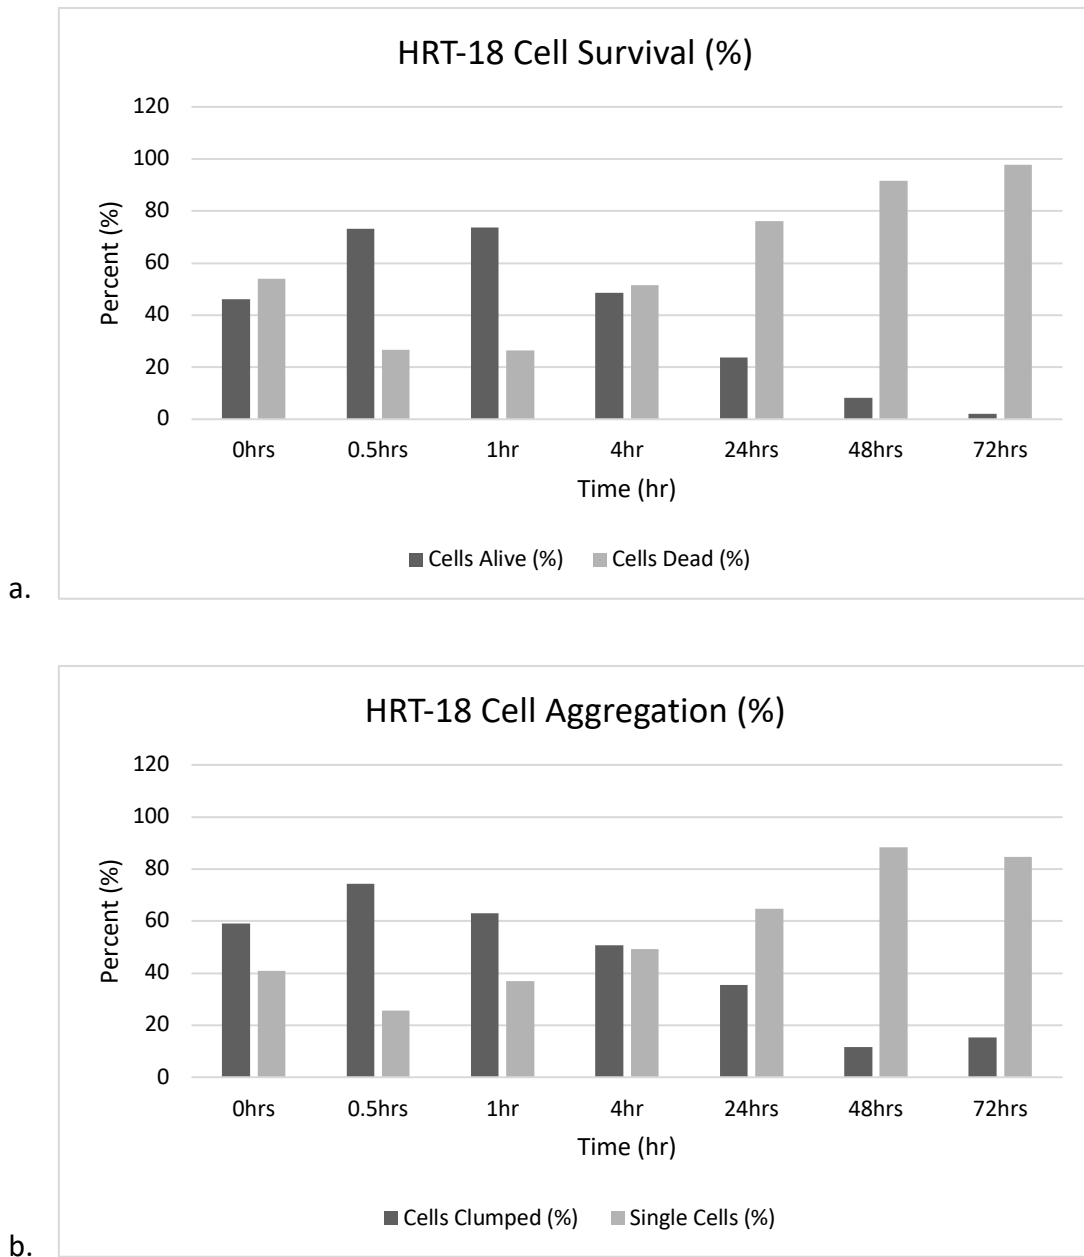 HRT-18 Cell Survival (%)
120
100
80
60
40
20
0
Percent (%)
0hrs 0.5hrs 1hr 4hr 24hrs 48hrs 72hrs
Time (hr)
Cells Alive (%) Cells Dead (%)
a.
HRT-18 Cell Aggregation (%)
120
100
80
60
40
20
0
Percent (%)
0hrs 0.5hrs 1hr 4hr 24hrs 48hrs 72hrs
Time (hr)
Cells Clumped (%) Single Cells (%)
b.